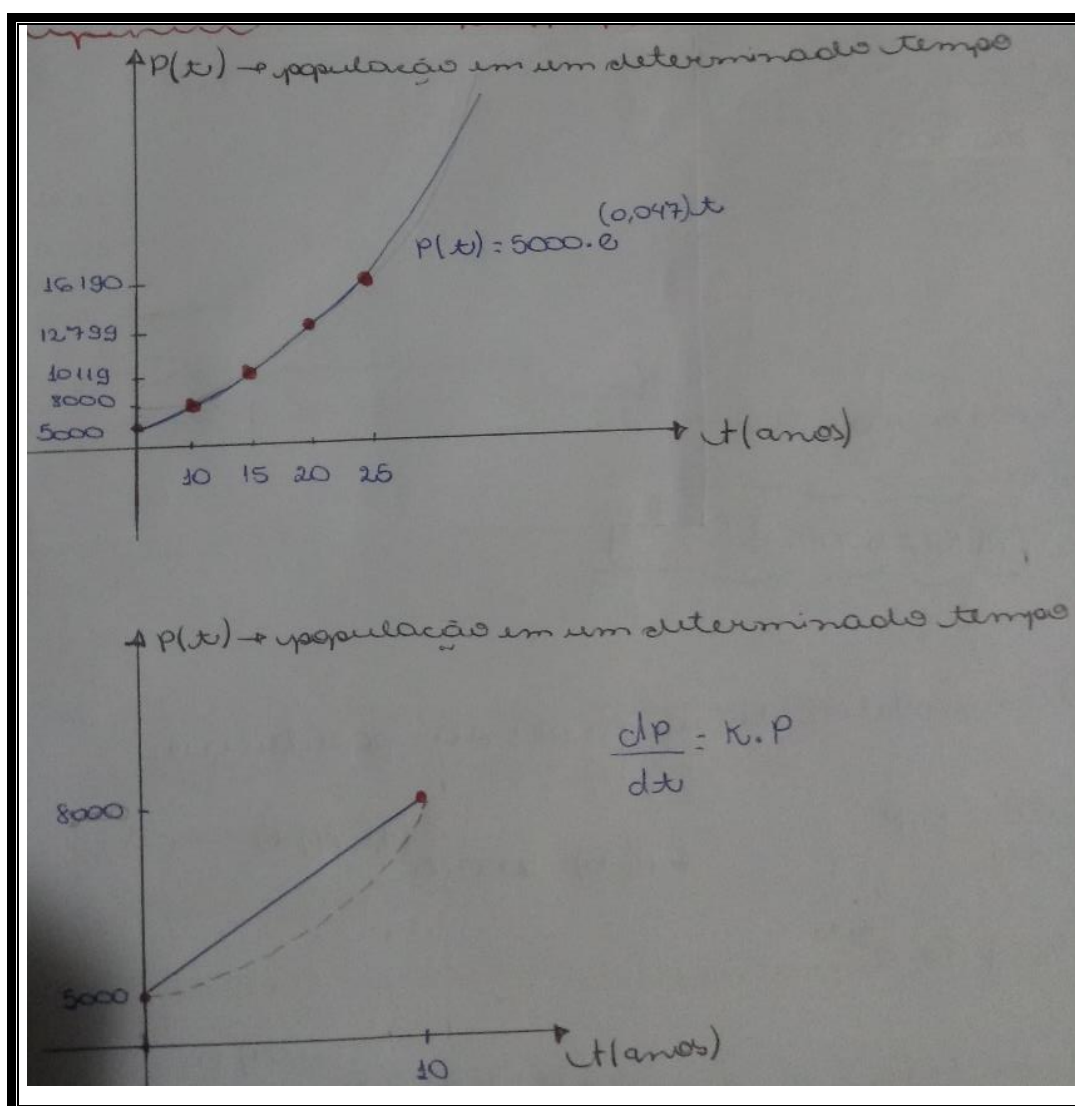 P(t) → população em um determinado tempo
P(t) = 5000.e^(0,047)t
16190
12799
10119
8000
5000
10 15 20 25
t(anos)
P(t) → população em um determinado tempo
dP/dt = K.P
8000
5000
10
t(anos)